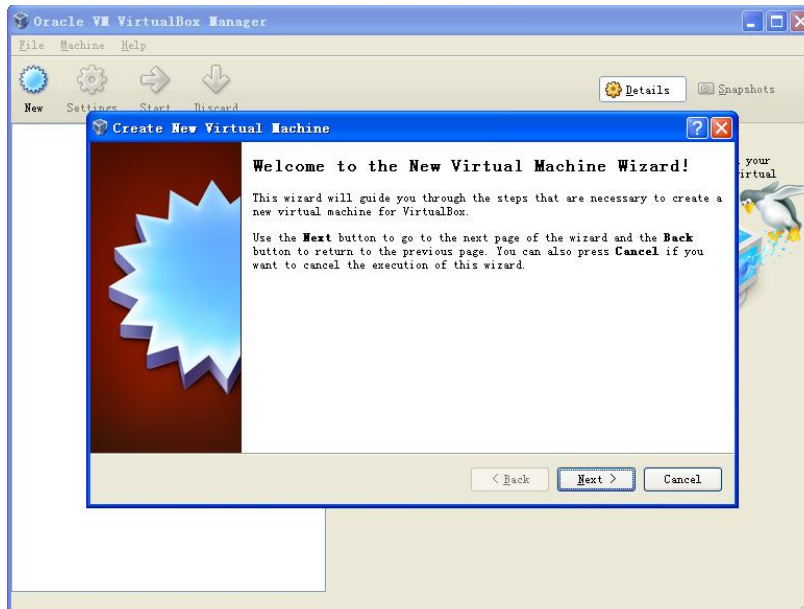 Oracle VM VirtualBox Manager
File Machine Help
New Settings Start Discard
Details Snapshots
Create New Virtual Machine
your
irtual
Welcome to the New Virtual Machine Wizard!
This wizard will guide you through the steps that are necessary to create a
new virtual machine for VirtualBox.
Use the Next button to go to the next page of the wizard and the Back
button to return to the previous page. You can also press Cancel if you
want to cancel the execution of this wizard.
< Back Next > Cancel